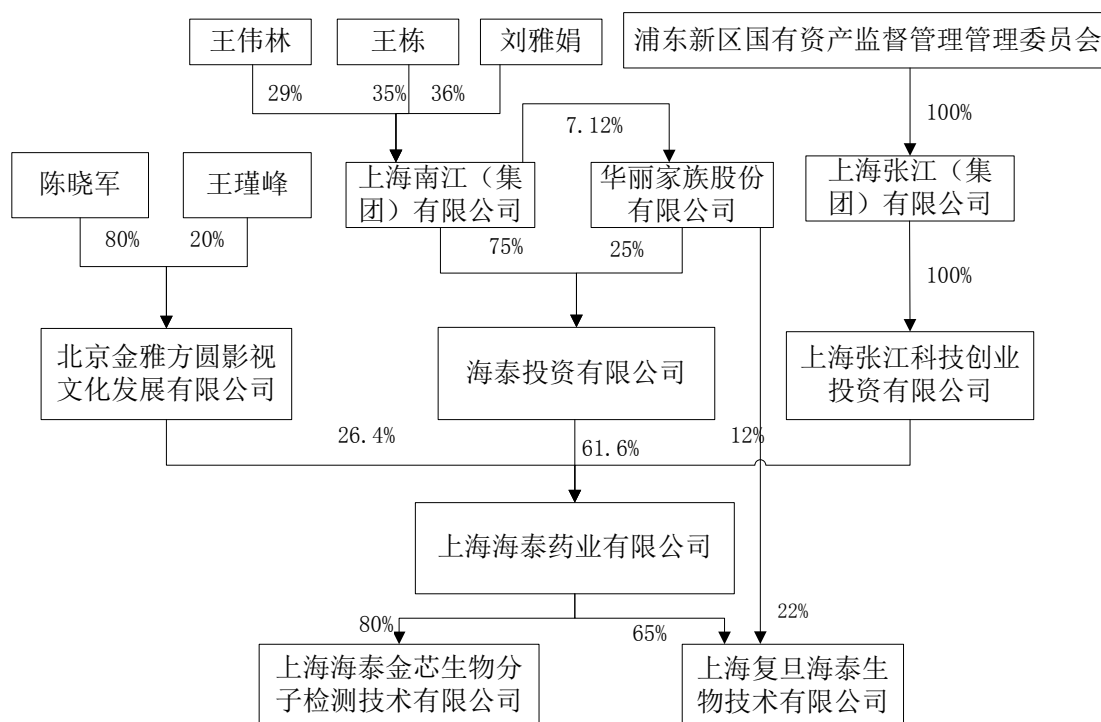 王伟林
王栋
刘雅娟
浦东新区国有资产监督管理管理委员会
29%
35%
36%
7.12%
100%
陈晓军
王瑾峰
上海南江（集
团）有限公司
华丽家族股份
有限公司
上海张江（集
团）有限公司
80%
20%
75%
25%
100%
北京金雅方圆影视
文化发展有限公司
海泰投资有限公司
上海张江科技创业
投资有限公司
26.4%
61.6%
12%
上海海泰药业有限公司
80%
65%
22%
上海海泰金芯生物分
子检测技术有限公司
上海复旦海泰生
物技术有限公司